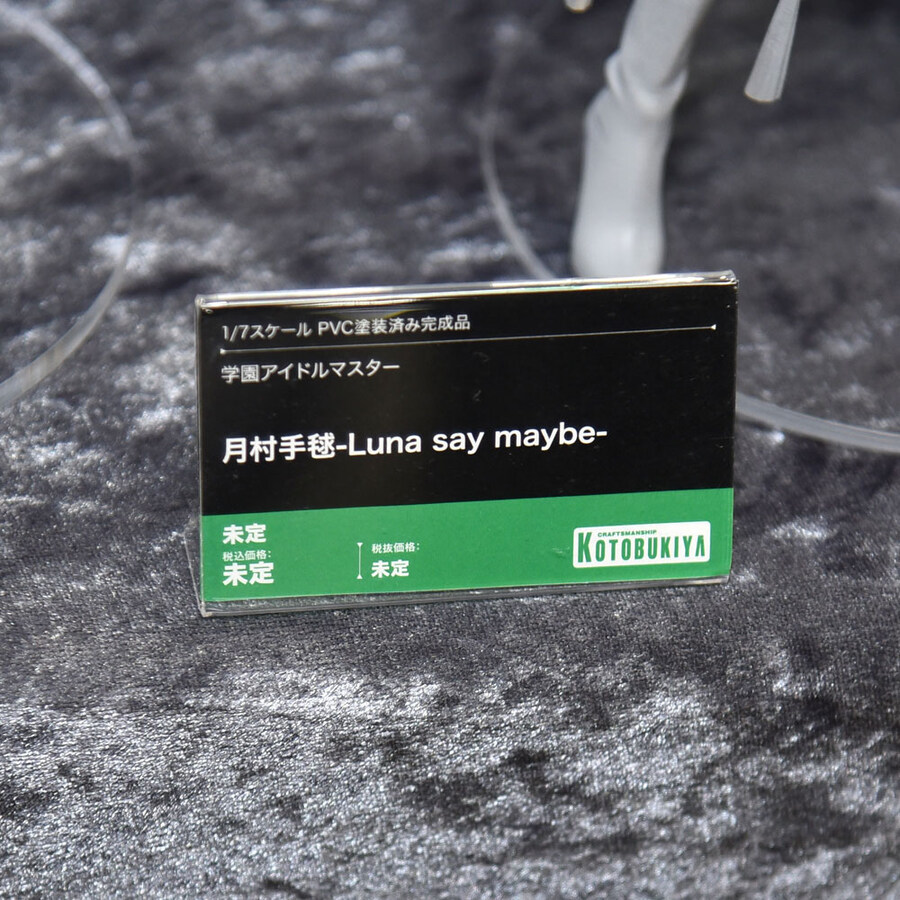 1/7スケール PVC塗装済み完成品
学園アイドルマスター
月村手毬-Luna say maybe-
未定
税込価格:
未定
税抜価格:
未定
CRAFTSMANSHIP
KOTOBUKIYA